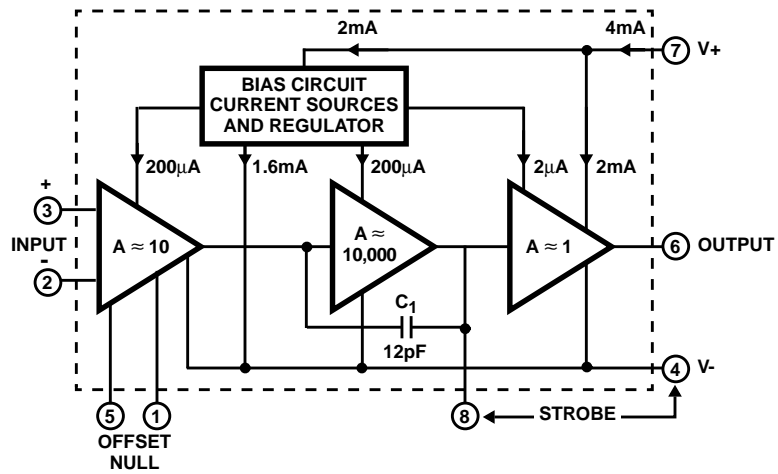 2mA
4mA
7
V+
BIAS CIRCUIT
CURRENT SOURCES
AND REGULATOR
200µA
1.6mA
200µA
2µA
2mA
+
3
INPUT
-
2
A ≈ 10
A ≈
10,000
A ≈ 1
6
OUTPUT
C1
12pF
4
V-
5
1
8
STROBE
OFFSET
NULL